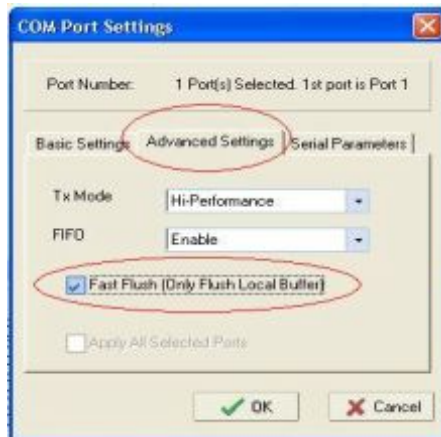 COM Port Settings
Port Number: 1 Port(s) Selected. 1st port is Port 1
Basic Settings Advanced Settings Serial Parameters
Tx Mode Hi-Performance
FIFO Enable
Fast Flush (Only Flush Local Buffer)
Apply All Selected Ports
OK Cancel